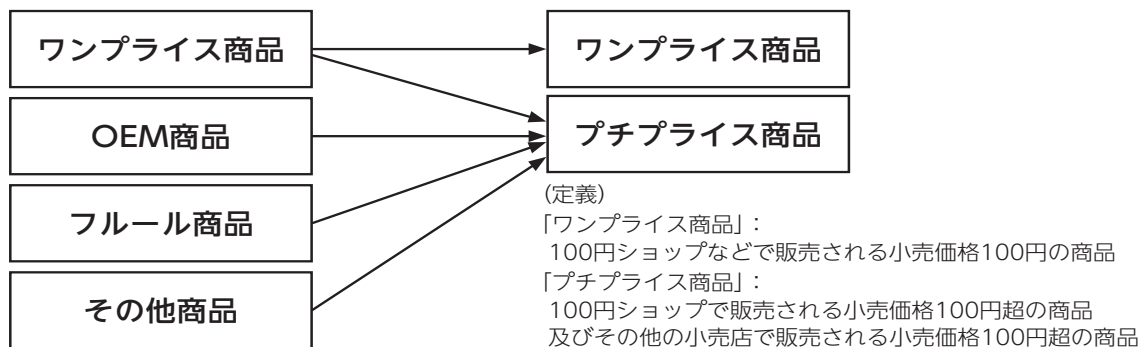 ワンプライス商品
OEM商品
フルール商品
その他商品
ワンプライス商品
プチプライス商品
(定義)
「ワンプライス商品」:
100円ショップなどで販売される小売価格100円の商品
「プチプライス商品」:
100円ショップで販売される小売価格100円超の商品
及びその他の小売店で販売される小売価格100円超の商品